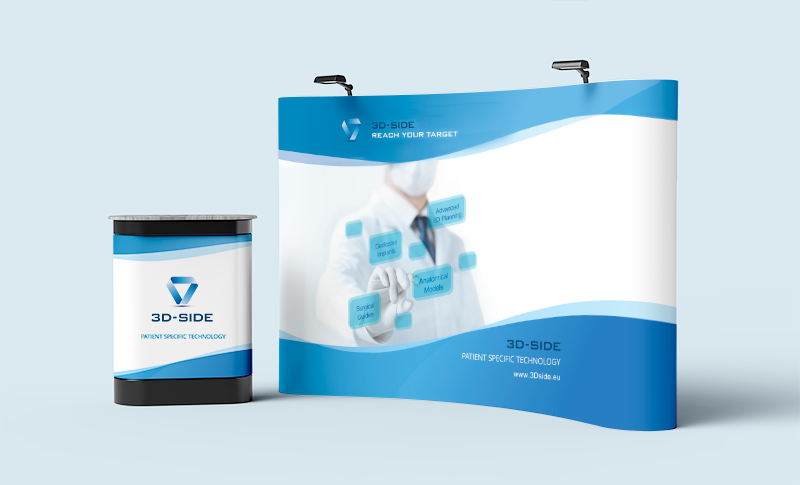 3D-SIDE
REACH YOUR TARGET
Advanced
3D Planning
Dedicated
Implants
Anatomical
Models
Surgical
Guides
3D-SIDE
PATIENT SPECIFIC TECHNOLOGY
www.3Dside.eu
3D-SIDE
PATIENT SPECIFIC TECHNOLOGY